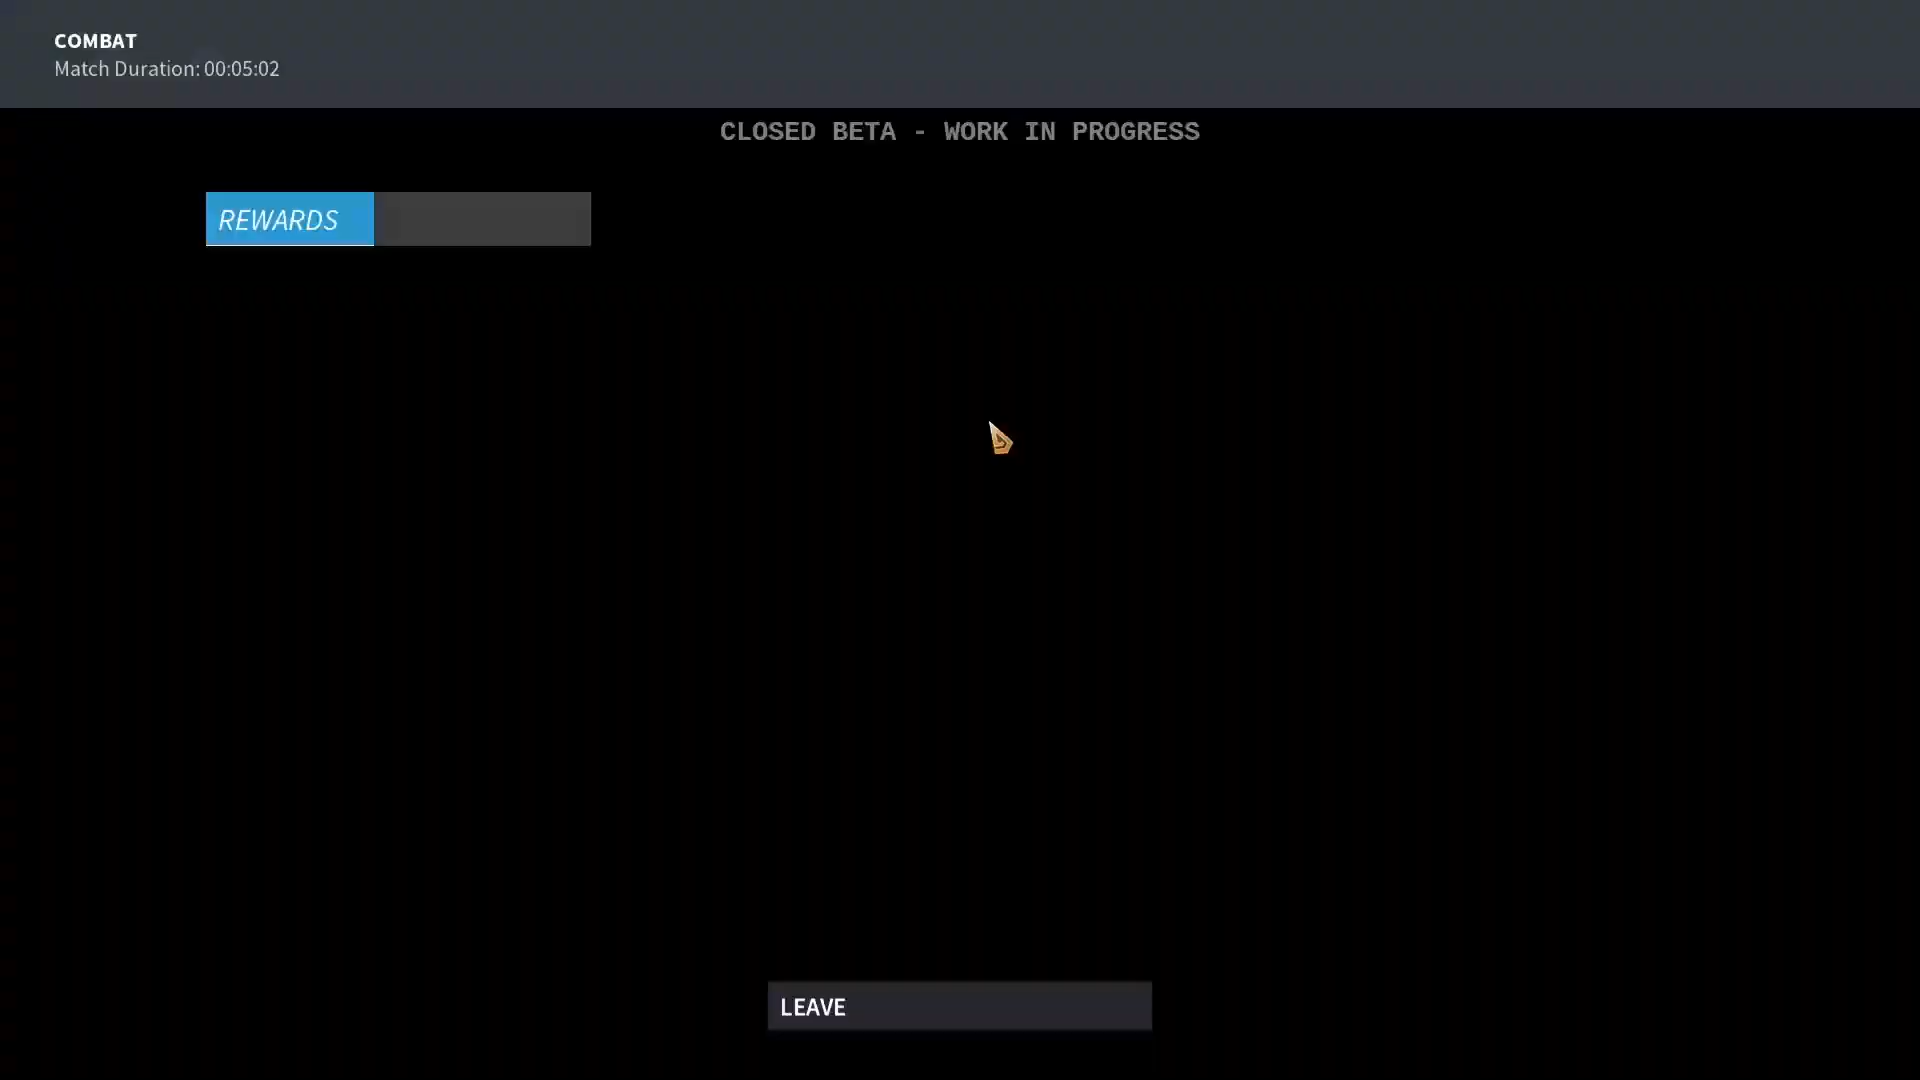 COMBAT
Match Duration: 00:05:02
CLOSED BETA - WORK IN PROGRESS
REWARDS
LEAVE